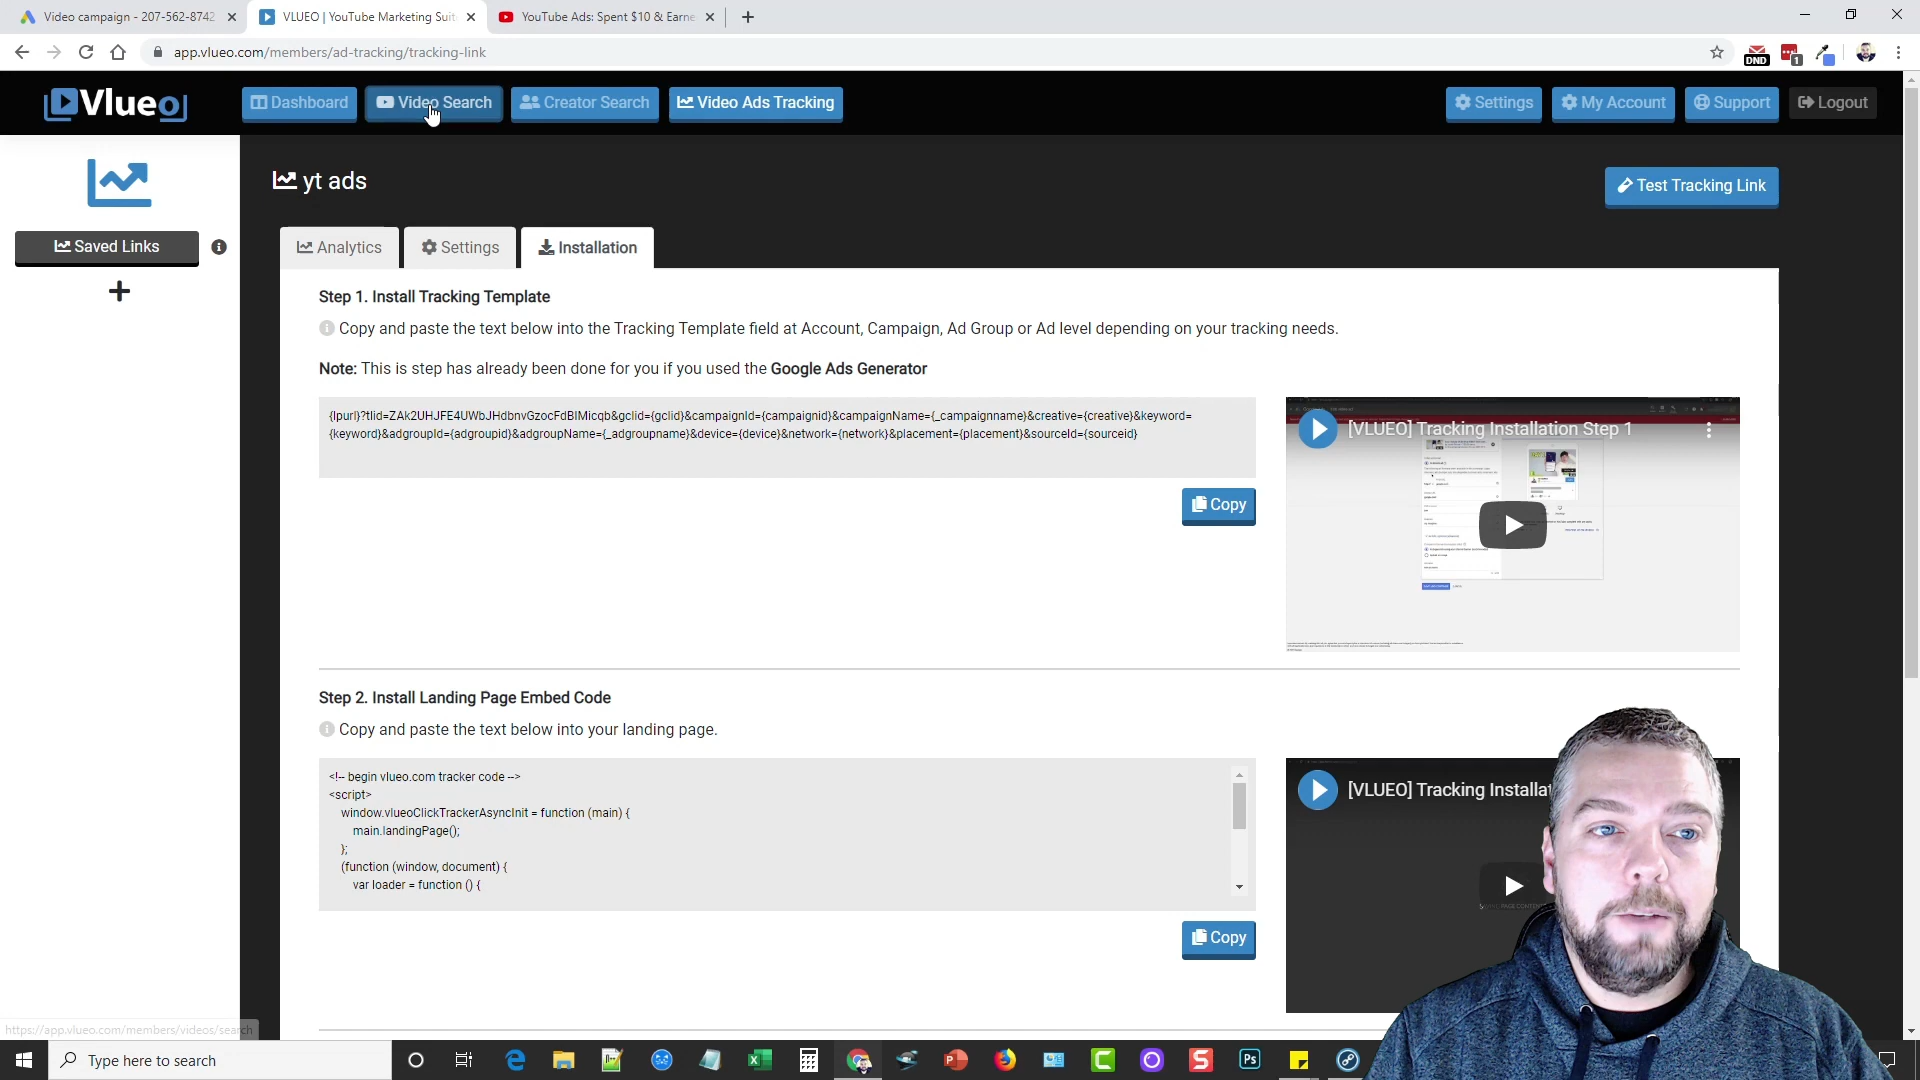 Video campaign - 207-562-8742
VLUEO | YouTube Marketing Suit
YouTube Ads: Spent $10 & Earne
app.vlueo.com/members/ad-tracking/tracking-link
DND
1
Vlueo
Dashboard
Video Search
Creator Search
Video Ads Tracking
Settings
My Account
Support
Logout
yt ads
Test Tracking Link
Saved Links
Analytics
Settings
Installation
Step 1. Install Tracking Template
Copy and paste the text below into the Tracking Template field at Account, Campaign, Ad Group or Ad level depending on your tracking needs.
Note: This is step has already been done for you if you used the Google Ads Generator
{lpurl}?tlid=ZAk2UHJFE4UWbJHdbnvGzocFdBIMicqb&gclid={gclid}&campaignId={campaignid}&campaignName={_campaignname}&creative={creative}&keyword=
{keyword}&adgroupId={adgroupid}&adgroupName={_adgroupname}&device={device}&network={network}&placement={placement}&sourceId={sourceid}
Copy
[VLUEO] Tracking Installation Step 1
Step 2. Install Landing Page Embed Code
Copy and paste the text below into your landing page.
<!-- begin vlueo.com tracker code -->
<script>
window.vlueoClickTrackerAsyncInit = function (main) {
main.landingPage();
};
(function (window, document) {
var loader = function () {
Copy
[VLUEO] Tracking Installat
https://app.vlueo.com/members/videos/search
Type here to search